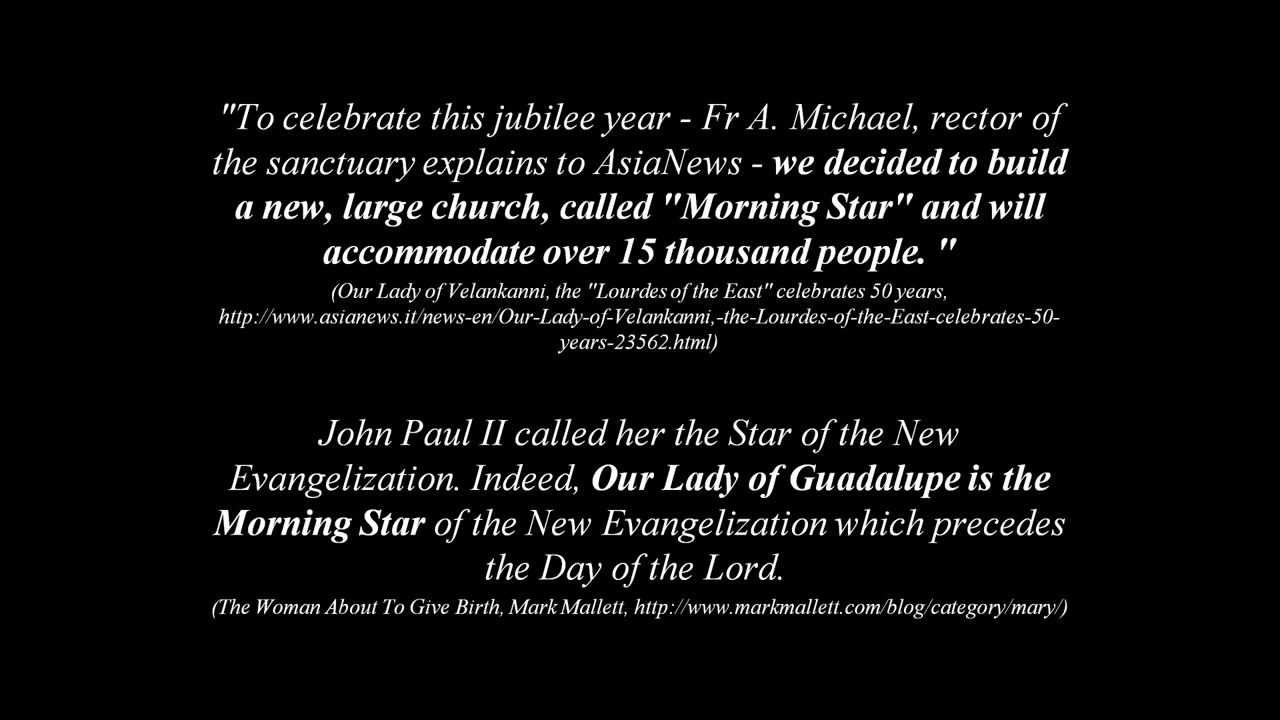 "To celebrate this jubilee year - Fr A. Michael, rector of
the sanctuary explains to AsiaNews - we decided to build
a new, large church, called "Morning Star" and will
accommodate over 15 thousand people. "
(Our Lady of Velankanni, the "Lourdes of the East" celebrates 50 years,
http://www.asianews.it/news-en/Our-Lady-of-Velankanni,-the-Lourdes-of-the-East-celebrates-50-
years-23562.html)
John Paul II called her the Star of the New
Evangelization. Indeed, Our Lady of Guadalupe is the
Morning Star of the New Evangelization which precedes
the Day of the Lord.
(The Woman About To Give Birth, Mark Mallett, http://www.markmallett.com/blog/category/mary/)